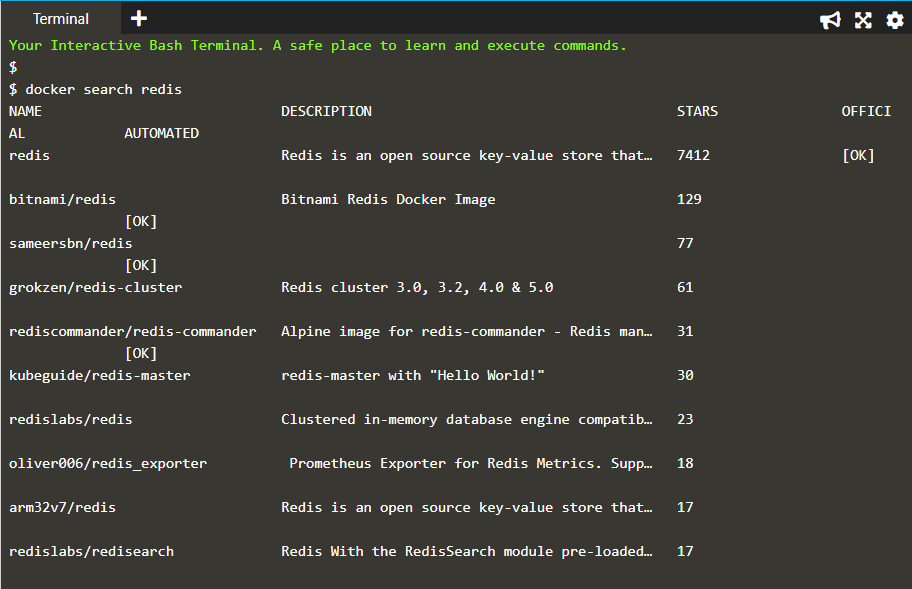 Terminal
Your Interactive Bash Terminal. A safe place to learn and execute commands.
$
$ docker search redis
NAME DESCRIPTION STARS OFFICI
AL AUTOMATED
redis Redis is an open source key-value store that… 7412 [OK]
bitnami/redis Bitnami Redis Docker Image 129
[OK]
sameersbn/redis 77
[OK]
grokzen/redis-cluster Redis cluster 3.0, 3.2, 4.0 & 5.0 61
rediscommander/redis-commander Alpine image for redis-commander - Redis man… 31
[OK]
kubeguide/redis-master redis-master with "Hello World!" 30
redislabs/redis Clustered in-memory database engine compatib… 23
oliver006/redis_exporter Prometheus Exporter for Redis Metrics. Supp… 18
arm32v7/redis Redis is an open source key-value store that… 17
redislabs/redisearch Redis With the RedisSearch module pre-loaded… 17